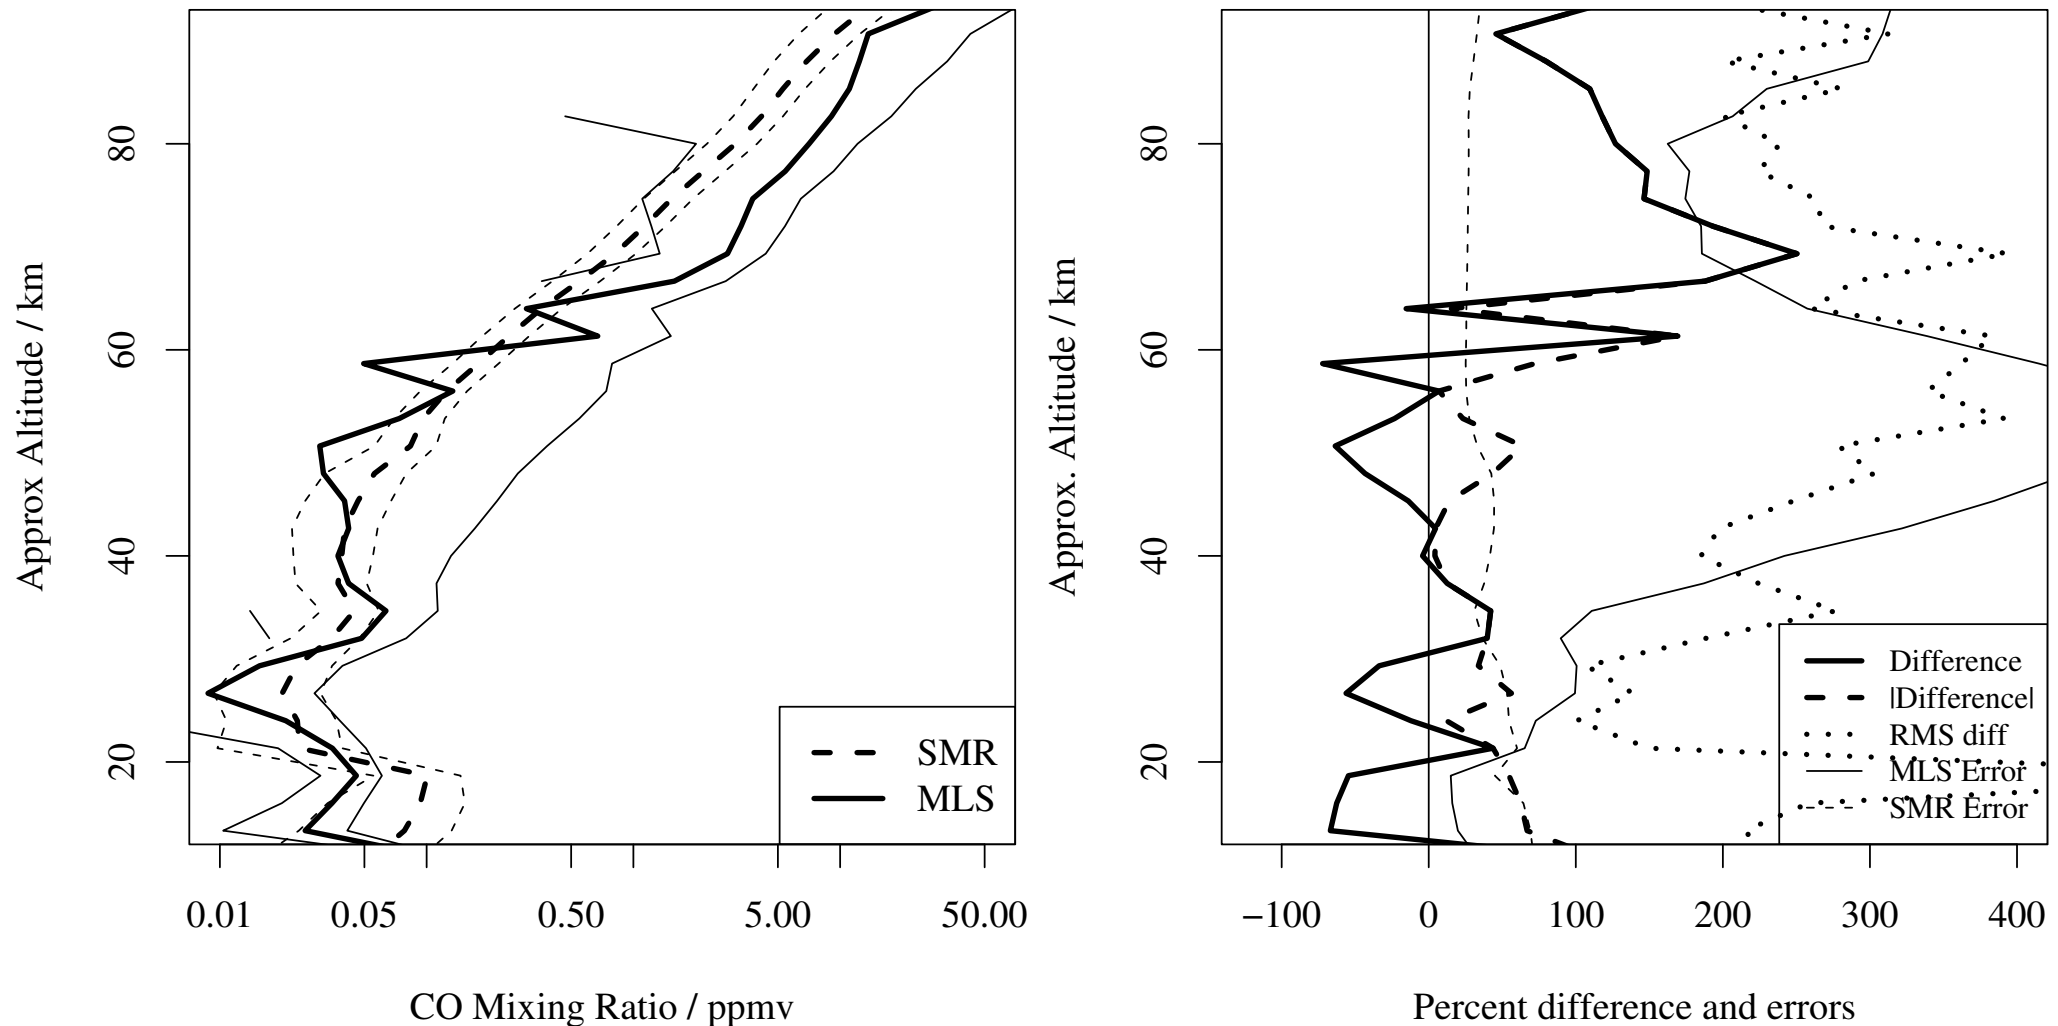 Approx Altitude / km
80
60
40
20
SMR
MLS
0.01
0.05
0.50
5.00
50.00
CO Mixing Ratio / ppmv
Approx. Altitude / km
80
60
40
20
Difference
|Difference|
RMS diff
MLS Error
SMR Error
−100
0
100
200
300
400
Percent difference and errors